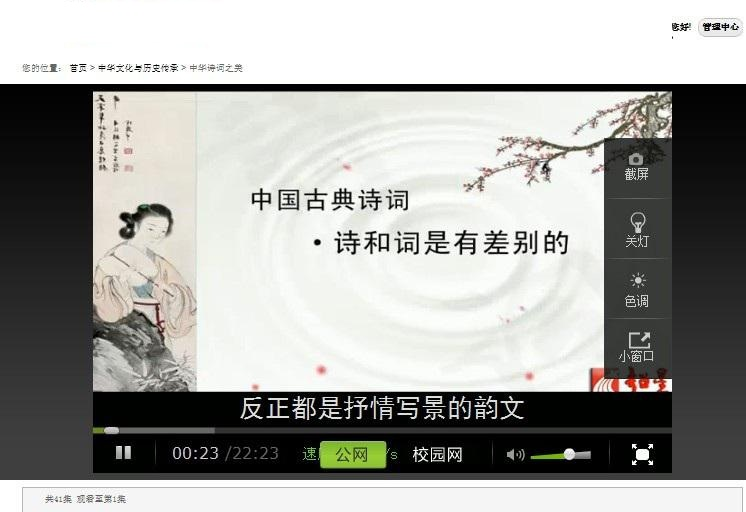 您好!
管理中心
您的位置： 首页 > 中华文化与历史传承 > 中华诗词之美
中国古典诗词
• 诗和词是有差别的
截屏
关灯
色调
小窗口
反正都是抒情写景的韵文
00:23 /22:23
公网
校园网
共41集 观看至第1集